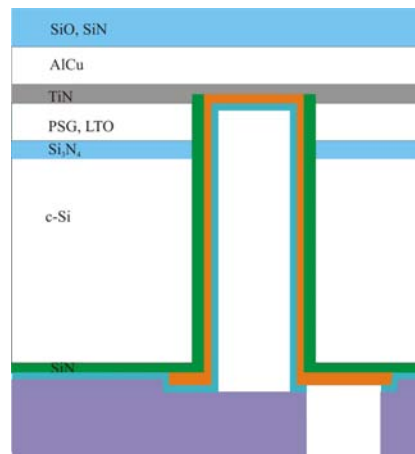 SiO, SiN
AlCu
TiN
PSG, LTO
Si₃N₄
c-Si
SiN